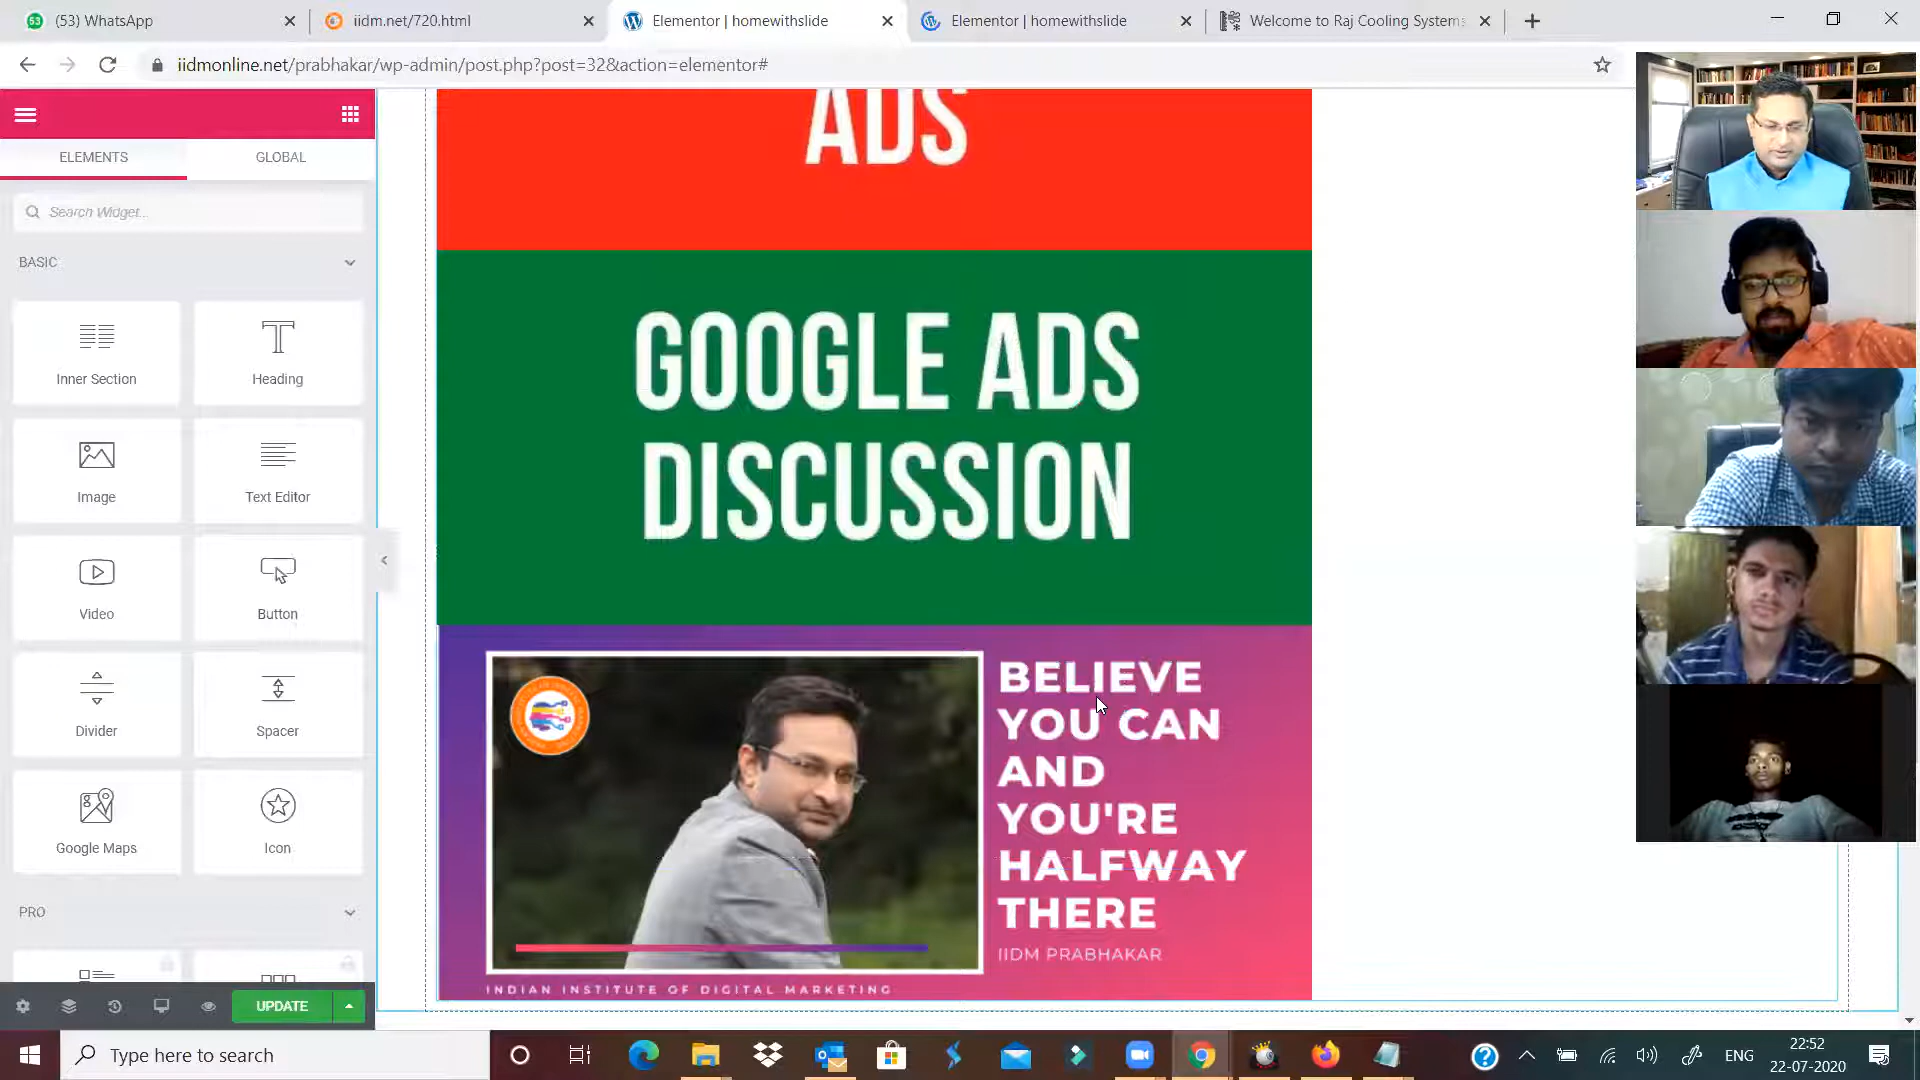 (53) WhatsApp
iidm.net/720.html
Elementor | homewithslide
Elementor | homewithslide
Welcome to Raj Cooling Systems
iidmonline.net/prabhakar/wp-admin/post.php?post=32&action=elementor#
ELEMENTS
GLOBAL
Search Widget...
BASIC
Inner Section
Heading
Image
Text Editor
Video
Button
Divider
Spacer
Google Maps
Icon
PRO
UPDATE
ADS
GOOGLE ADS
DISCUSSION
BELIEVE
YOU CAN
AND
YOU'RE
HALFWAY
THERE
IIDM PRABHAKAR
INDIAN INSTITUTE OF DIGITAL MARKETING
Type here to search
ENG
22:52
22-07-2020